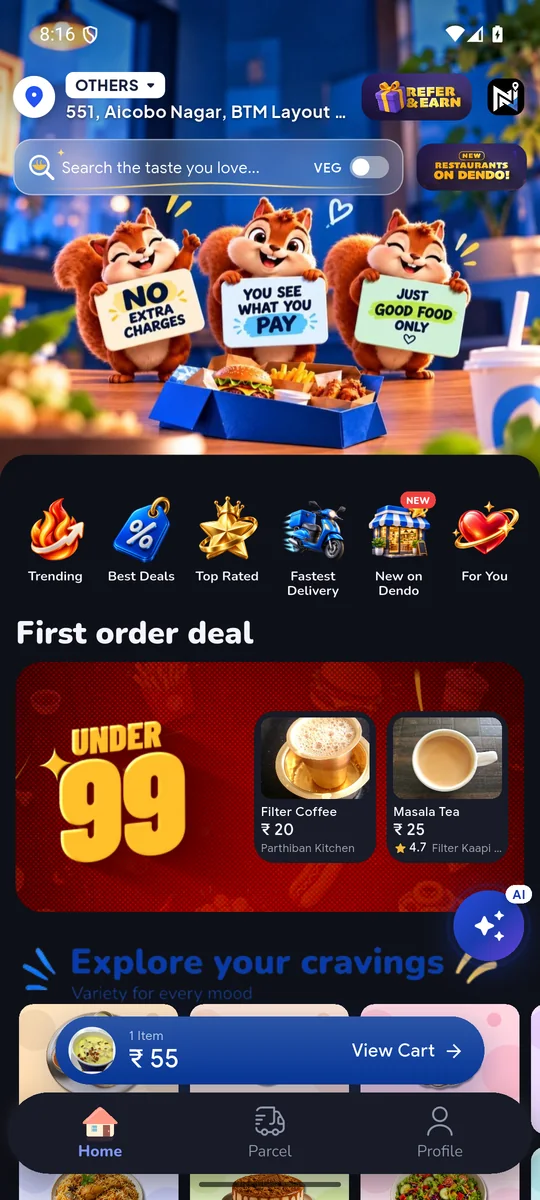 8:16
OTHERS
551, Aicobo Nagar, BTM Layout ...
REFER
& EARN
Search the taste you love...
VEG
NEW
RESTAURANTS
ON DENDO!
NO
EXTRA
CHARGES
YOU SEE
WHAT YOU
PAY
JUST
GOOD FOOD
ONLY
Trending
Best Deals
Top Rated
Fastest
Delivery
NEW
New on
Dendo
For You
First order deal
UNDER
99
Filter Coffee
₹ 20
Parthiban Kitchen
Masala Tea
₹ 25
4.7 Filter Kaapi ...
AI
Explore your cravings
Variety for every mood
1 Item
₹ 55
View Cart
Home
Parcel
Profile